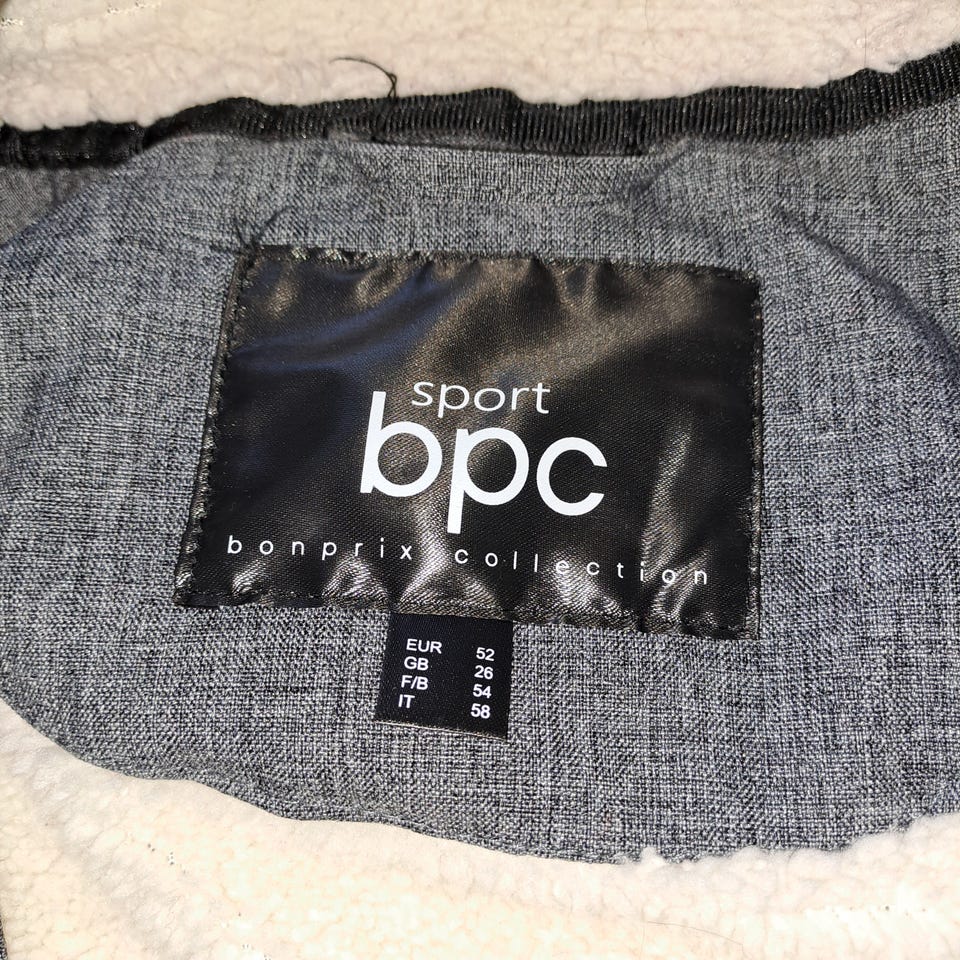 sport
bpc
bonprix collection
EUR 52
GB 26
F/B 54
IT 58